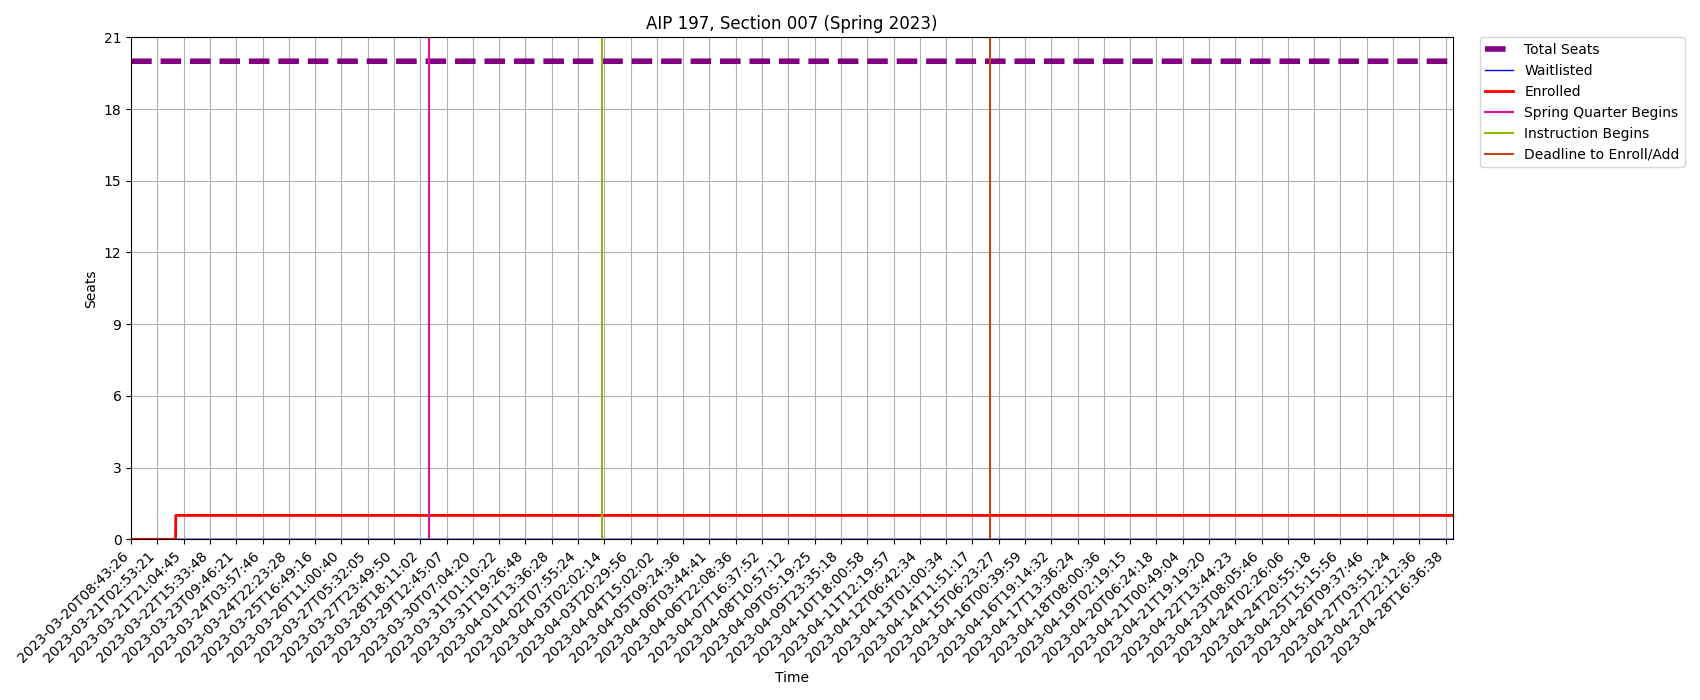 AIP 197, Section 007 (Spring 2023)
21
18
15
12
9
6
3
0
Seats
Total Seats
Waitlisted
Enrolled
Spring Quarter Begins
Instruction Begins
Deadline to Enroll/Add
2023-03-20T08:43:26
2023-03-21T02:53:21
2023-03-21T21:04:45
2023-03-22T15:33:48
2023-03-23T09:46:21
2023-03-24T03:57:46
2023-03-24T22:23:28
2023-03-25T16:49:16
2023-03-26T11:00:40
2023-03-27T05:32:05
2023-03-27T23:49:50
2023-03-28T18:11:02
2023-03-29T12:45:07
2023-03-30T07:04:20
2023-03-31T01:10:22
2023-03-31T19:26:48
2023-04-01T13:36:28
2023-04-02T07:55:24
2023-04-03T02:02:14
2023-04-03T20:29:56
2023-04-04T15:02:02
2023-04-05T09:24:36
2023-04-06T03:44:41
2023-04-06T22:08:36
2023-04-07T16:37:52
2023-04-08T10:57:12
2023-04-09T05:19:25
2023-04-09T23:35:18
2023-04-10T18:00:58
2023-04-11T12:19:57
2023-04-12T06:42:34
2023-04-13T01:00:34
2023-04-14T11:51:17
2023-04-15T06:23:27
2023-04-16T00:39:59
2023-04-16T19:14:32
2023-04-17T13:36:24
2023-04-18T08:00:36
2023-04-19T02:19:15
2023-04-20T06:24:18
2023-04-21T00:49:04
2023-04-21T19:19:20
2023-04-22T13:44:23
2023-04-23T08:05:46
2023-04-24T02:26:06
2023-04-24T20:55:18
2023-04-25T15:15:56
2023-04-26T09:37:46
2023-04-27T03:51:24
2023-04-27T22:12:36
2023-04-28T16:36:38
Time